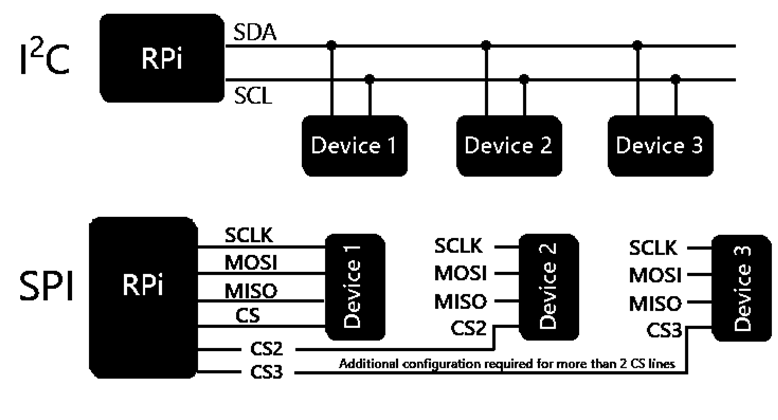 I²C
RPi
SDA
SCL
Device 1
Device 2
Device 3
SPI
RPi
SCLK
MOSI
MISO
CS
CS2
CS3
Device 1
SCLK
MOSI
MISO
CS2
Device 2
SCLK
MOSI
MISO
CS3
Device 3
Additional configuration required for more than 2 CS lines